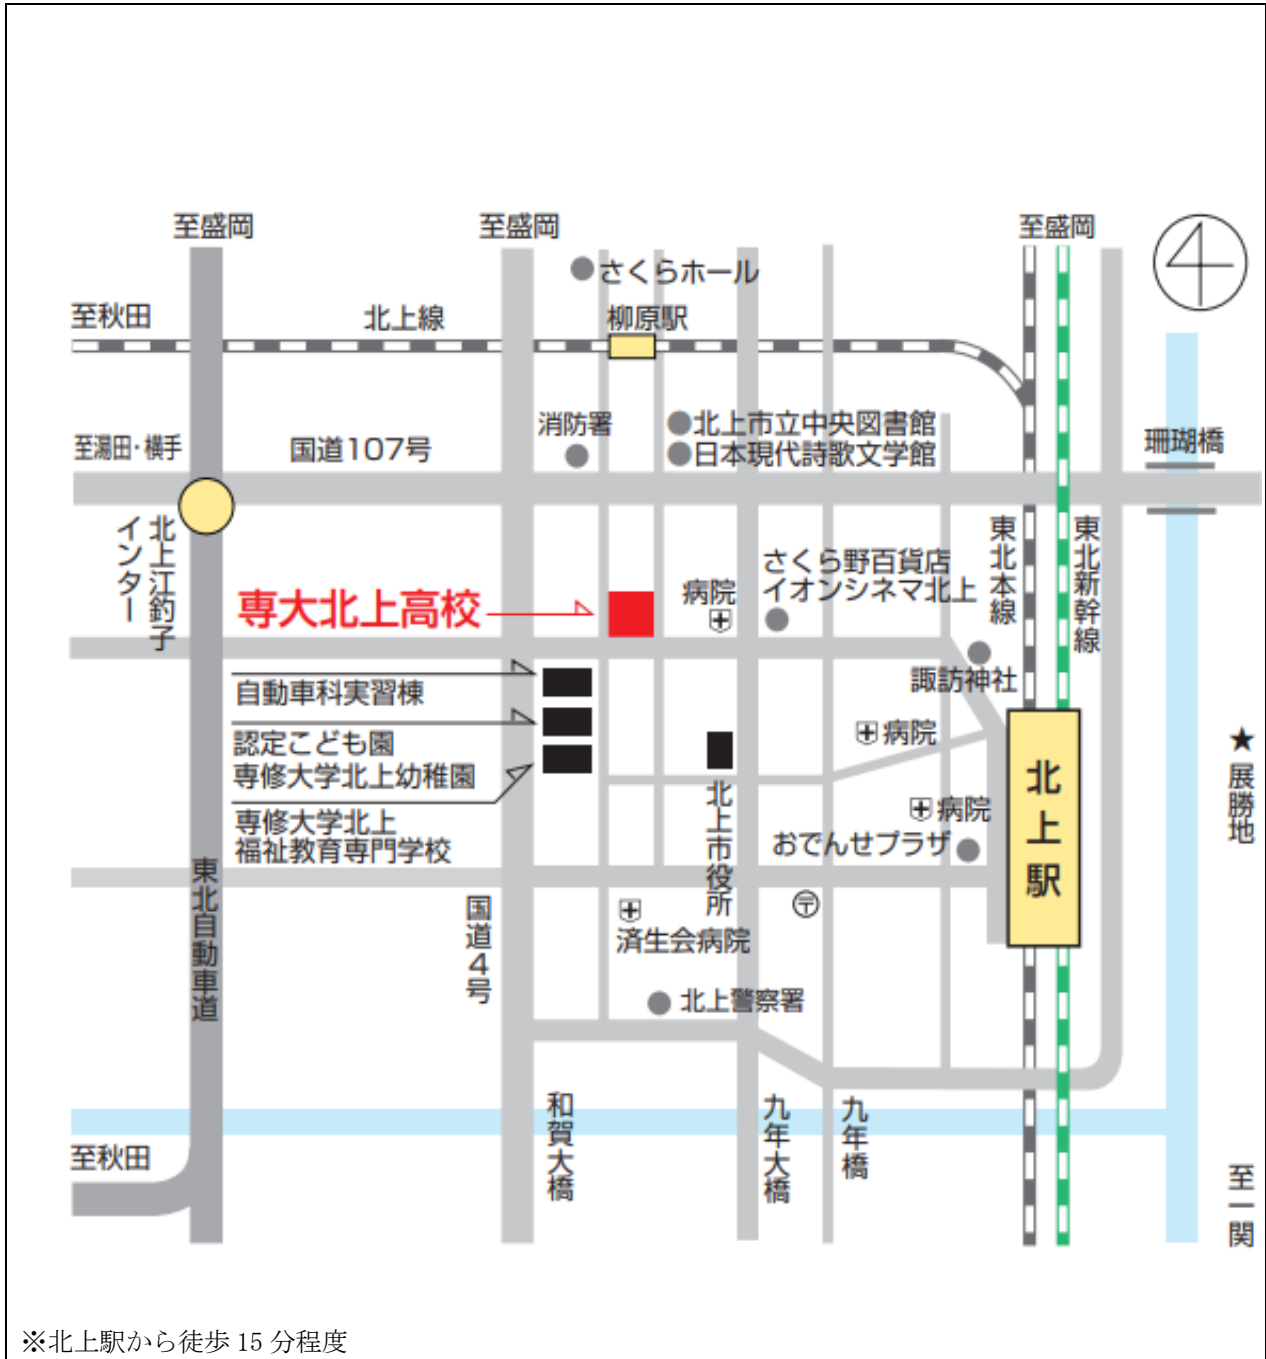 至盛岡
至盛岡
至盛岡
さくらホール
至秋田
北上線
柳原駅
消防署
北上市立中央図書館
日本現代詩歌文学館
至湯田・横手
国道107号
珊瑚橋
北上江釣子
インター
東北本線
東北新幹線
さくら野百貨店
イオンシネマ北上
病院
専大北上高校
諏訪神社
自動車科実習棟
認定こども園
専修大学北上幼稚園
専修大学北上
福祉教育専門学校
病院
北上市役所
病院
おでんせプラザ
北上駅
★展勝地
東北自動車道
国道4号
〒
済生会病院
北上警察署
和賀大橋
九年大橋
九年橋
至秋田
至一関
※北上駅から徒歩 15 分程度